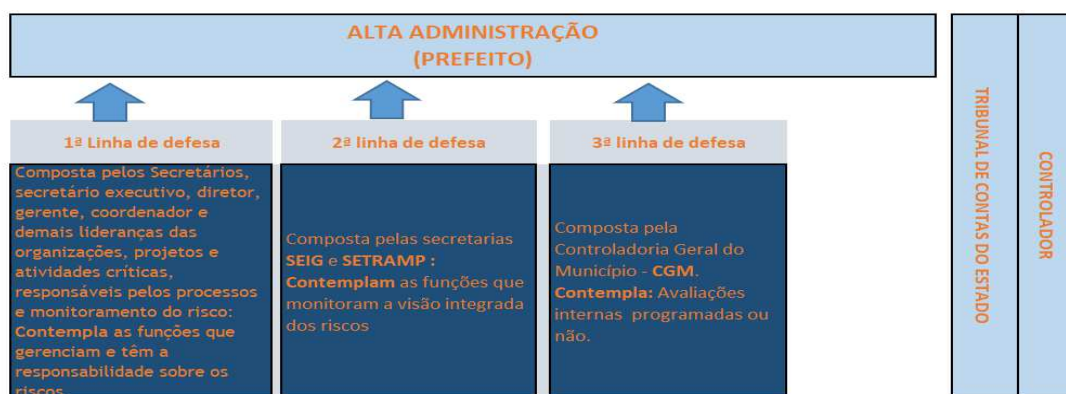 ALTA ADMINISTRAÇÃO
(PREFEITO)
1ª Linha de defesa
Composta pelos Secretários,
secretário executivo, diretor,
gerente, coordenador e
demais lideranças das
organizações, projetos e
atividades críticas,
responsáveis pelos processos
e monitoramento do risco:
Contempla as funções que
gerenciam e têm a
responsabilidade sobre os
riscos
2ª linha de defesa
Composta pelas secretarias
SEIG e SETRAMP :
Contemplam as funções que
monitoram a visão integrada
dos riscos
3ª linha de defesa
Composta pela
Controladoria Geral do
Município - CGM.
Contempla: Avaliações
internas programadas ou
não.
TRIBUNAL DE CONTAS DO ESTADO
CONTROLADOR